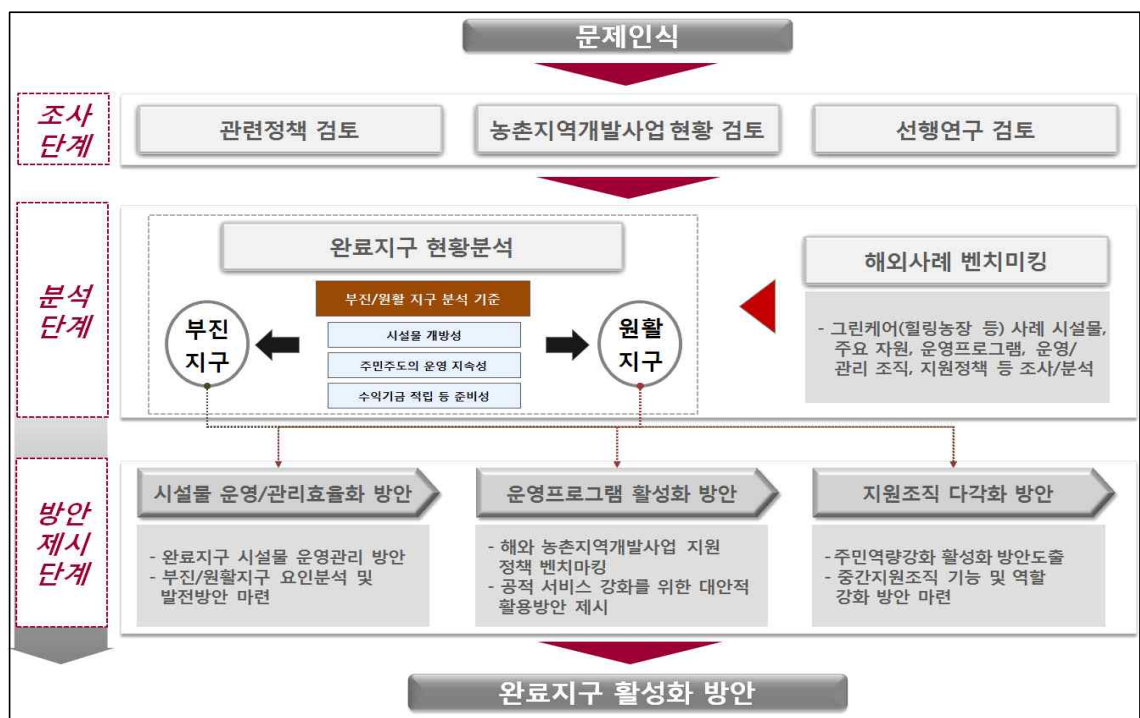 문제인식
조사
단계
관련정책 검토
농촌지역개발사업 현황 검토
선행연구 검토
분석
단계
완료지구 현황분석
부진/원활 지구 분석 기준
시설물 개방성
주민주도의 운영 지속성
수익기금 적립 등 준비성
부진
지구
원활
지구
해외사례 벤치미킹
- 그린케어(힐링농장 등) 사례 시설물,
주요 자원, 운영프로그램, 운영/
관리 조직, 지원정책 등 조사/분석
방안
제시
단계
시설물 운영/관리효율화 방안
- 완료지구 시설물 운영관리 방안
- 부진/원활지구 요인분석 및
발전방안 마련
운영프로그램 활성화 방안
- 해와 농촌지역개발사업 지원
정책 벤치마킹
- 공적 서비스 강화를 위한 대안적
활용방안 제시
지원조직 다각화 방안
- 주민역량강화 활성화 방안도출
- 중간지원조직 기능 및 역할
강화 방안 마련
완료지구 활성화 방안